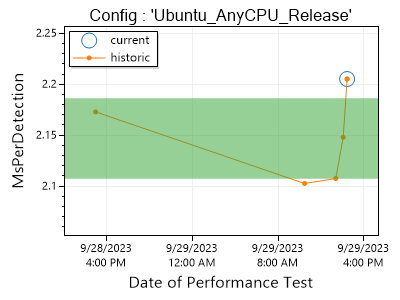 Config : 'Ubuntu_AnyCPU_Release'
2.25
current
historic
2.2
2.15
2.1
MsPerDetection
9/28/2023 9/29/2023 9/29/2023 9/29/2023
4:00 PM 12:00 AM 8:00 AM 4:00 PM
Date of Performance Test